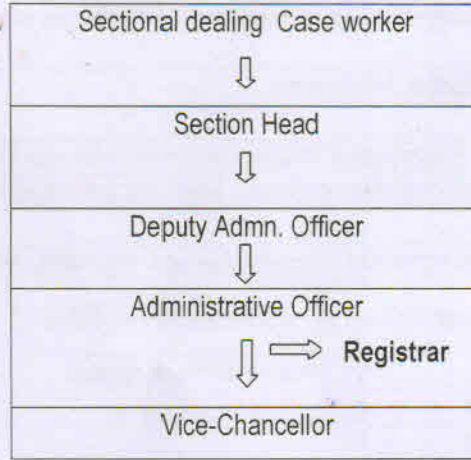 Sectional dealing Case worker
Section Head
Deputy Admn. Officer
Administrative Officer
Registrar
Vice-Chancellor